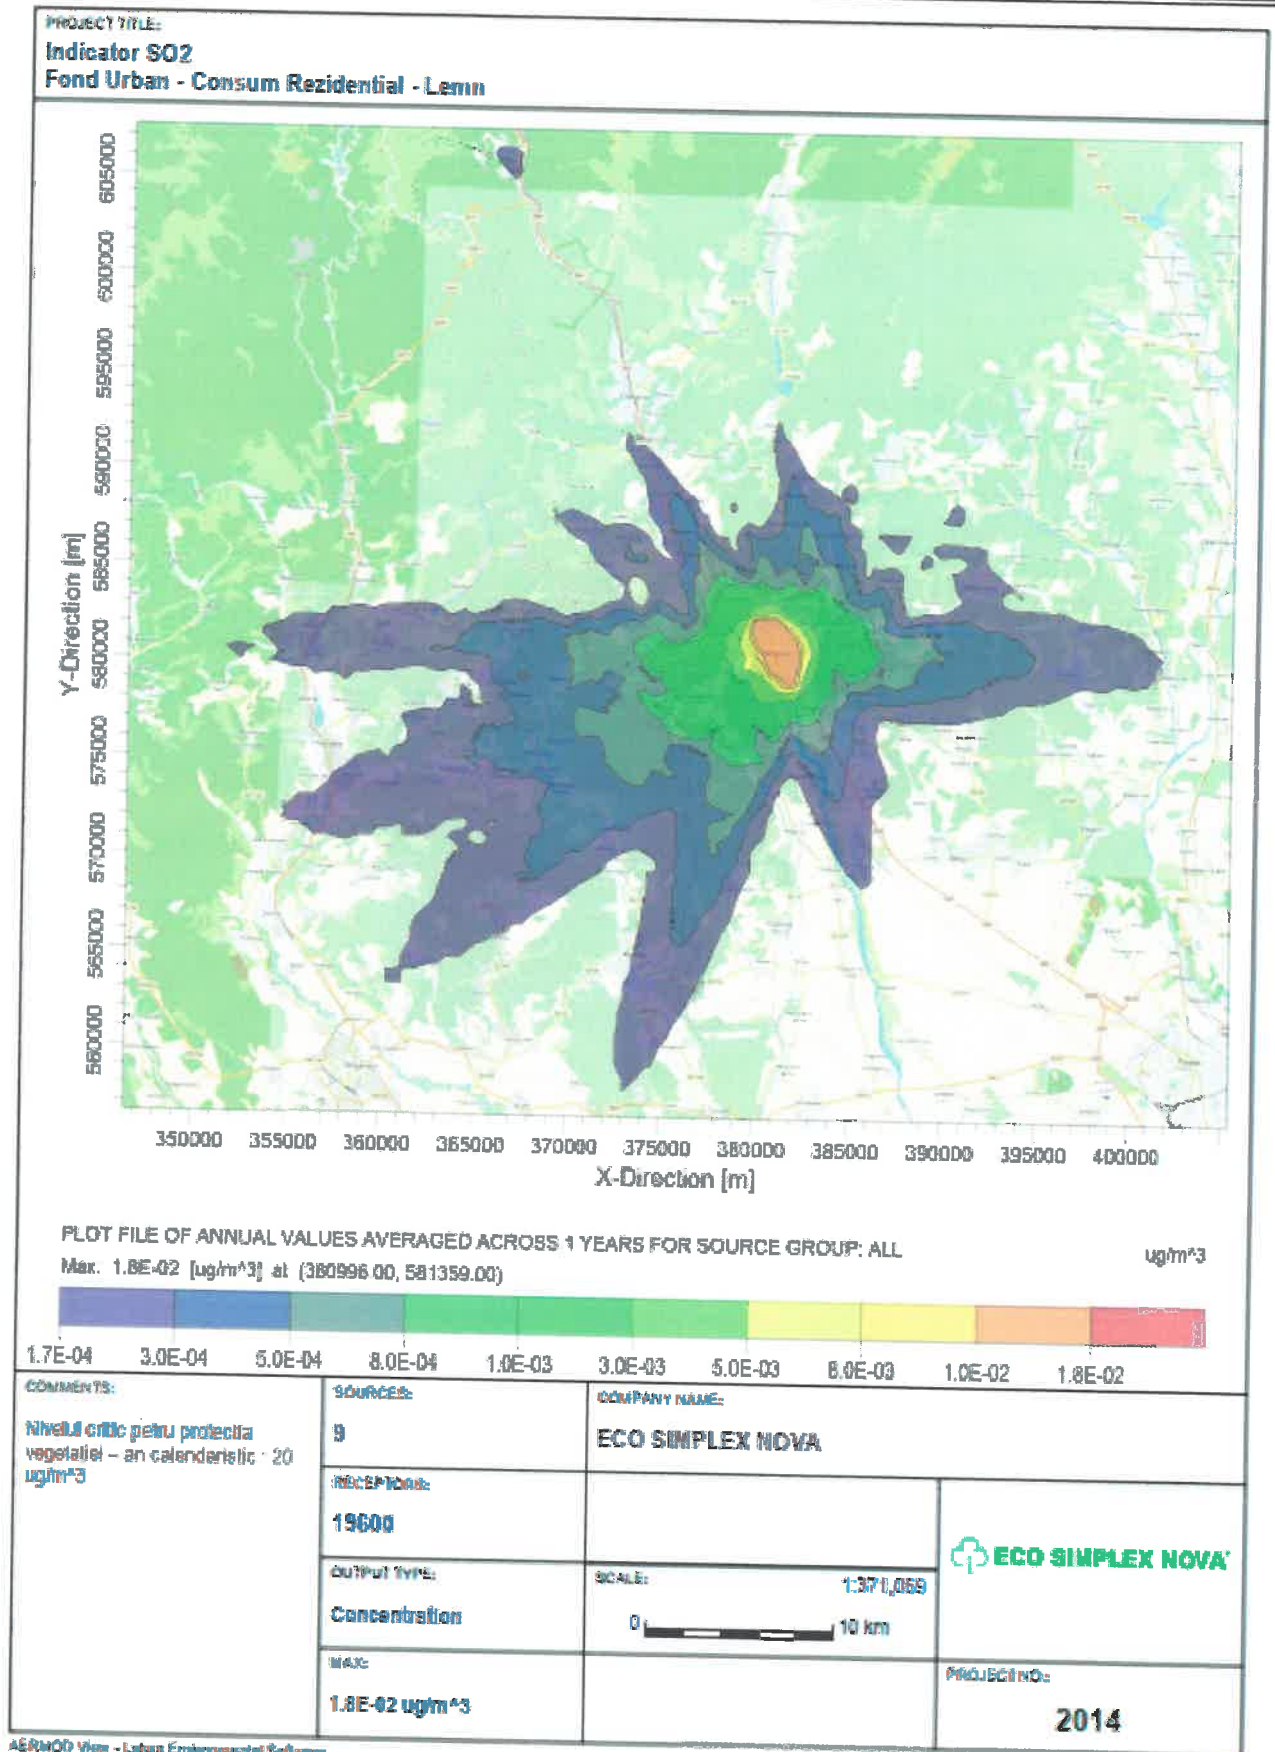 PROJECT TITLE:
Indicator SO2
Fond Urban - Consum Rezidential - Lemn
Y-Direction [m]
605000
600000
595000
590000
585000
580000
575000
570000
565000
560000
350000 355000 360000 365000 370000 375000 380000 385000 390000 395000 400000
X-Direction [m]
PLOT FILE OF ANNUAL VALUES AVERAGED ACROSS 1 YEARS FOR SOURCE GROUP: ALL
ug/m^3
Max. 1.8E-02 [ug/m^3] at (380996.00, 581359.00)
1.7E-04 3.0E-04 5.0E-04 8.0E-04 1.0E-03 3.0E-03 5.0E-03 8.0E-03 1.0E-02 1.8E-02
COMMENTS:
Nivelul critic petru protectia
vegetatiei – an calendaristic : 20
ug/m^3
SOURCES:
9
COMPANY NAME:
ECO SIMPLEX NOVA
RECEPTORS:
19600
OUTPUT TYPE:
Concentration
SCALE:
1:371,059
0 10 km
MAX:
1.8E-02 ug/m^3
ECO SIMPLEX NOVA
PROJECT NO.:
2014
AERMOD View - Lakes Environmental Software